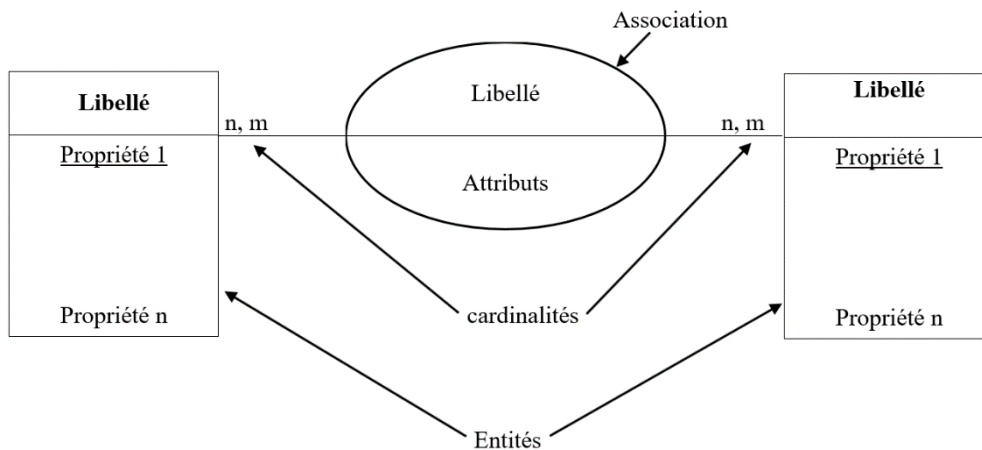 Association
Libellé
Libellé
Libellé
n, m
n, m
Propriété 1
Propriété 1
Attributs
Propriété n
cardinalités
Propriété n
Entités